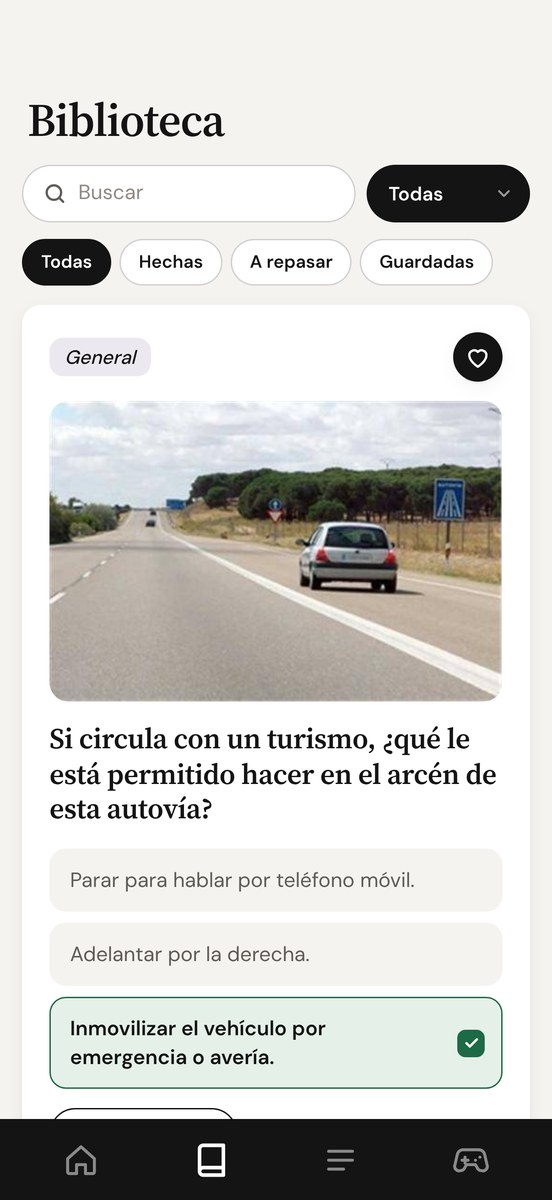 Biblioteca
Buscar
Todas
Todas
Hechas
A repasar
Guardadas
General
AUTOVIA
Si circula con un turismo, ¿qué le
está permitido hacer en el arcén de
esta autovía?
Parar para hablar por teléfono móvil.
Adelantar por la derecha.
Inmovilizar el vehículo por
emergencia o avería.